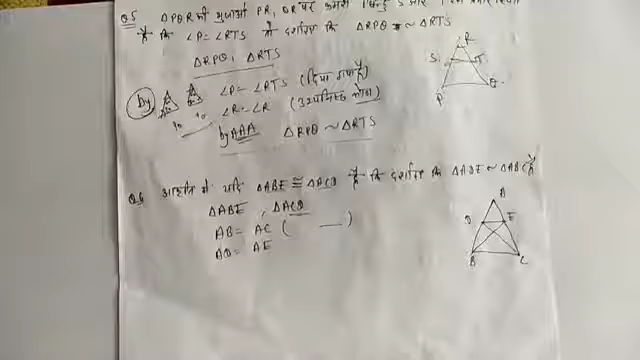 Q5 ΔPQR की भुजाओं PR, QR पर क्रमशः बिन्दु S और T
है कि ∠P=∠RTS तो दर्शाइए कि ΔRPQ ~ ΔRTS
ΔRPQ, ΔRTS
∠P=∠RTS (दिया गया है)
∠R=∠R (उभयनिष्ठ कोण)
by AAA ΔRPQ ~ΔRTS
R
S T
P Q
Q6 आकृति में यदि ΔABE ≅ ΔACD है कि दर्शाइए कि ΔADE ~ ΔABC है
ΔABE, ΔACD
AB = AC ( — )
AD = AE
A
D E
B C